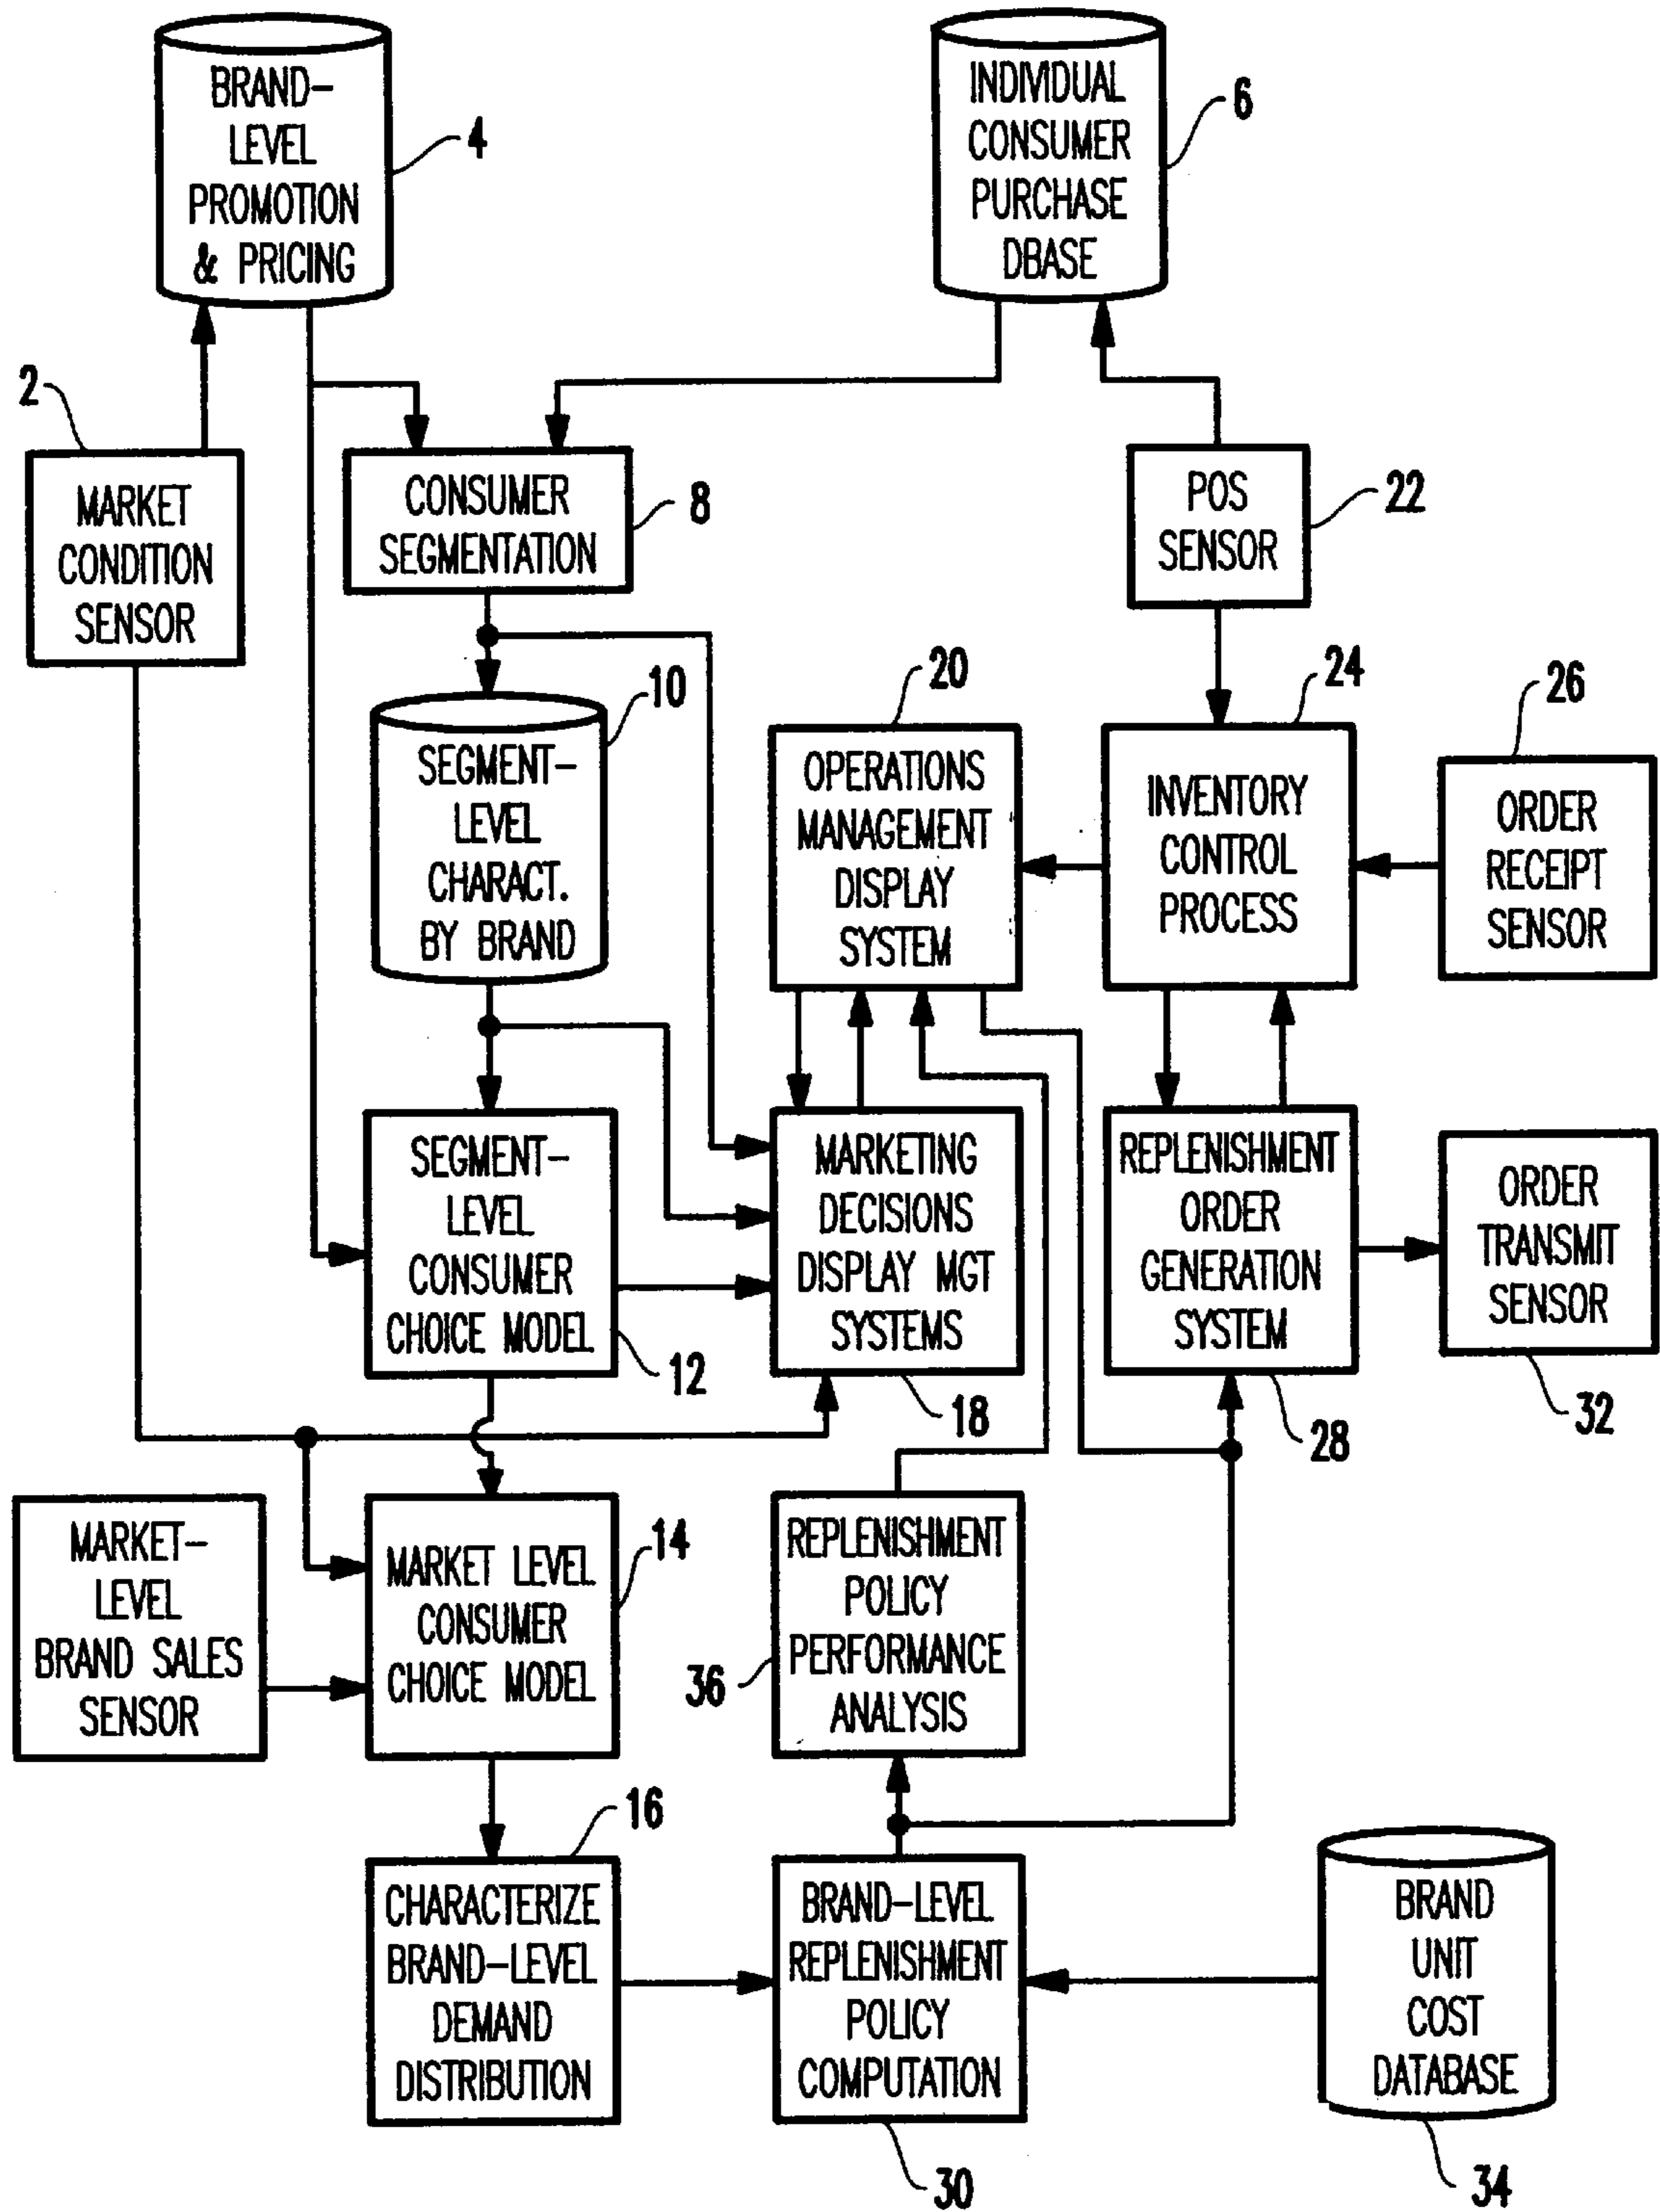 BRAND-
LEVEL
PROMOTION
& PRICING
4
INDIVIDUAL
CONSUMER
PURCHASE
DBASE
6
2
MARKET
CONDITION
SENSOR
CONSUMER
SEGMENTATION
8
POS
SENSOR
22
10
SEGMENT-
LEVEL
CHARACT.
BY BRAND
20
OPERATIONS
MANAGEMENT
DISPLAY
SYSTEM
24
INVENTORY
CONTROL
PROCESS
26
ORDER
RECEIPT
SENSOR
SEGMENT-
LEVEL
CONSUMER
CHOICE MODEL
12
MARKETING
DECISIONS
DISPLAY MGT
SYSTEMS
18
REPLENISHMENT
ORDER
GENERATION
SYSTEM
28
ORDER
TRANSMIT
SENSOR
32
MARKET-
LEVEL
BRAND SALES
SENSOR
MARKET LEVEL
CONSUMER
CHOICE MODEL
14
REPLENISHMENT
POLICY
PERFORMANCE
ANALYSIS
36
16
CHARACTERIZE
BRAND-LEVEL
DEMAND
DISTRIBUTION
BRAND-LEVEL
REPLENISHMENT
POLICY
COMPUTATION
30
BRAND
UNIT
COST
DATABASE
34